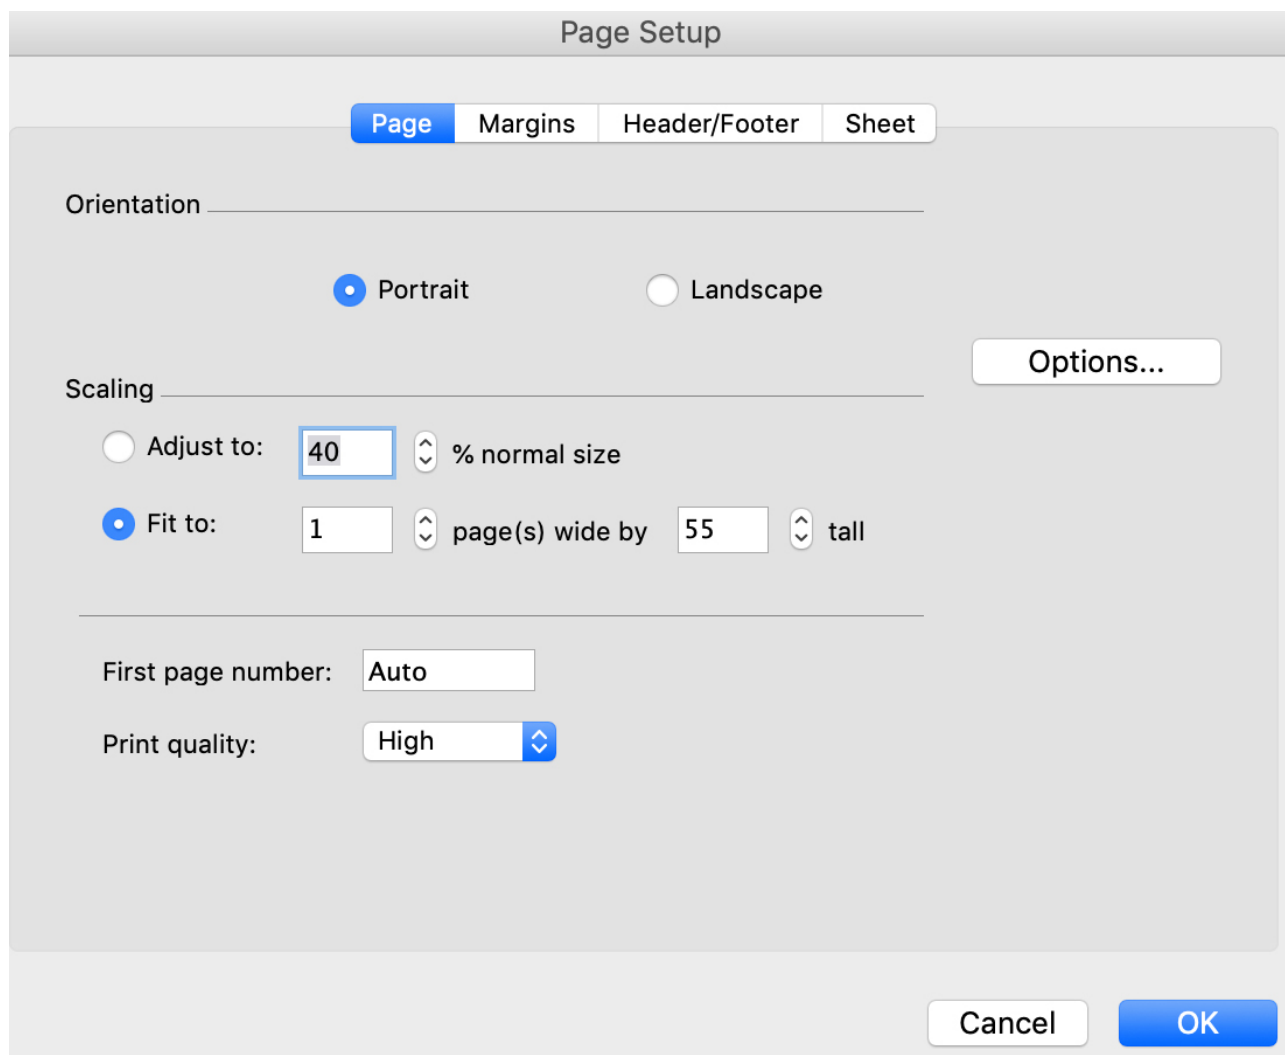 Page Setup
Page Margins Header/Footer Sheet
Orientation
Portrait Landscape
Options...
Scaling
Adjust to: 40 % normal size
Fit to: 1 page(s) wide by 55 tall
First page number: Auto
Print quality: High
Cancel OK